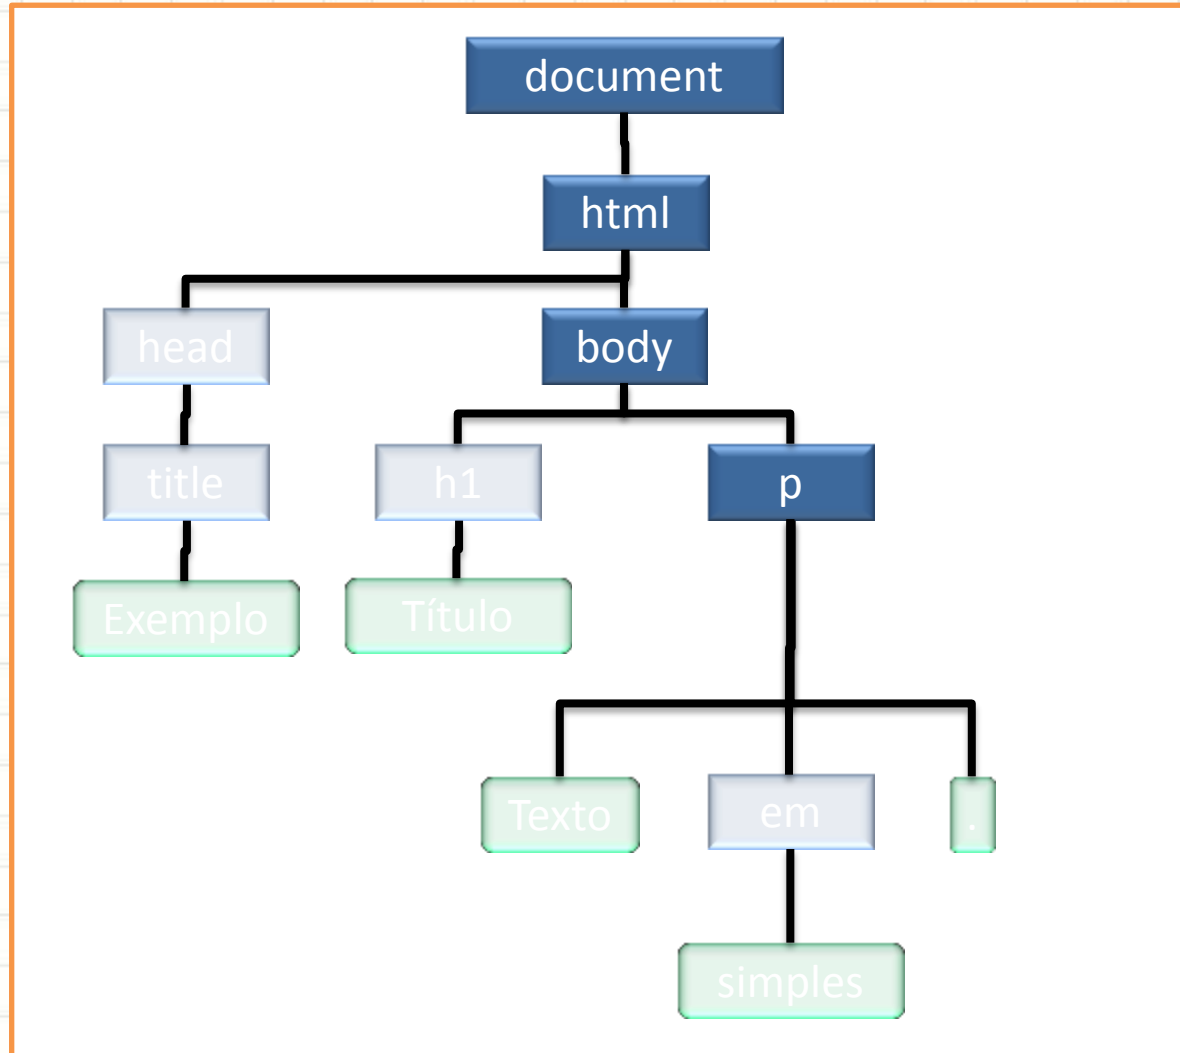 document
html
head
body
title
h1
p
Exemplo
Título
Texto
em
.
simples